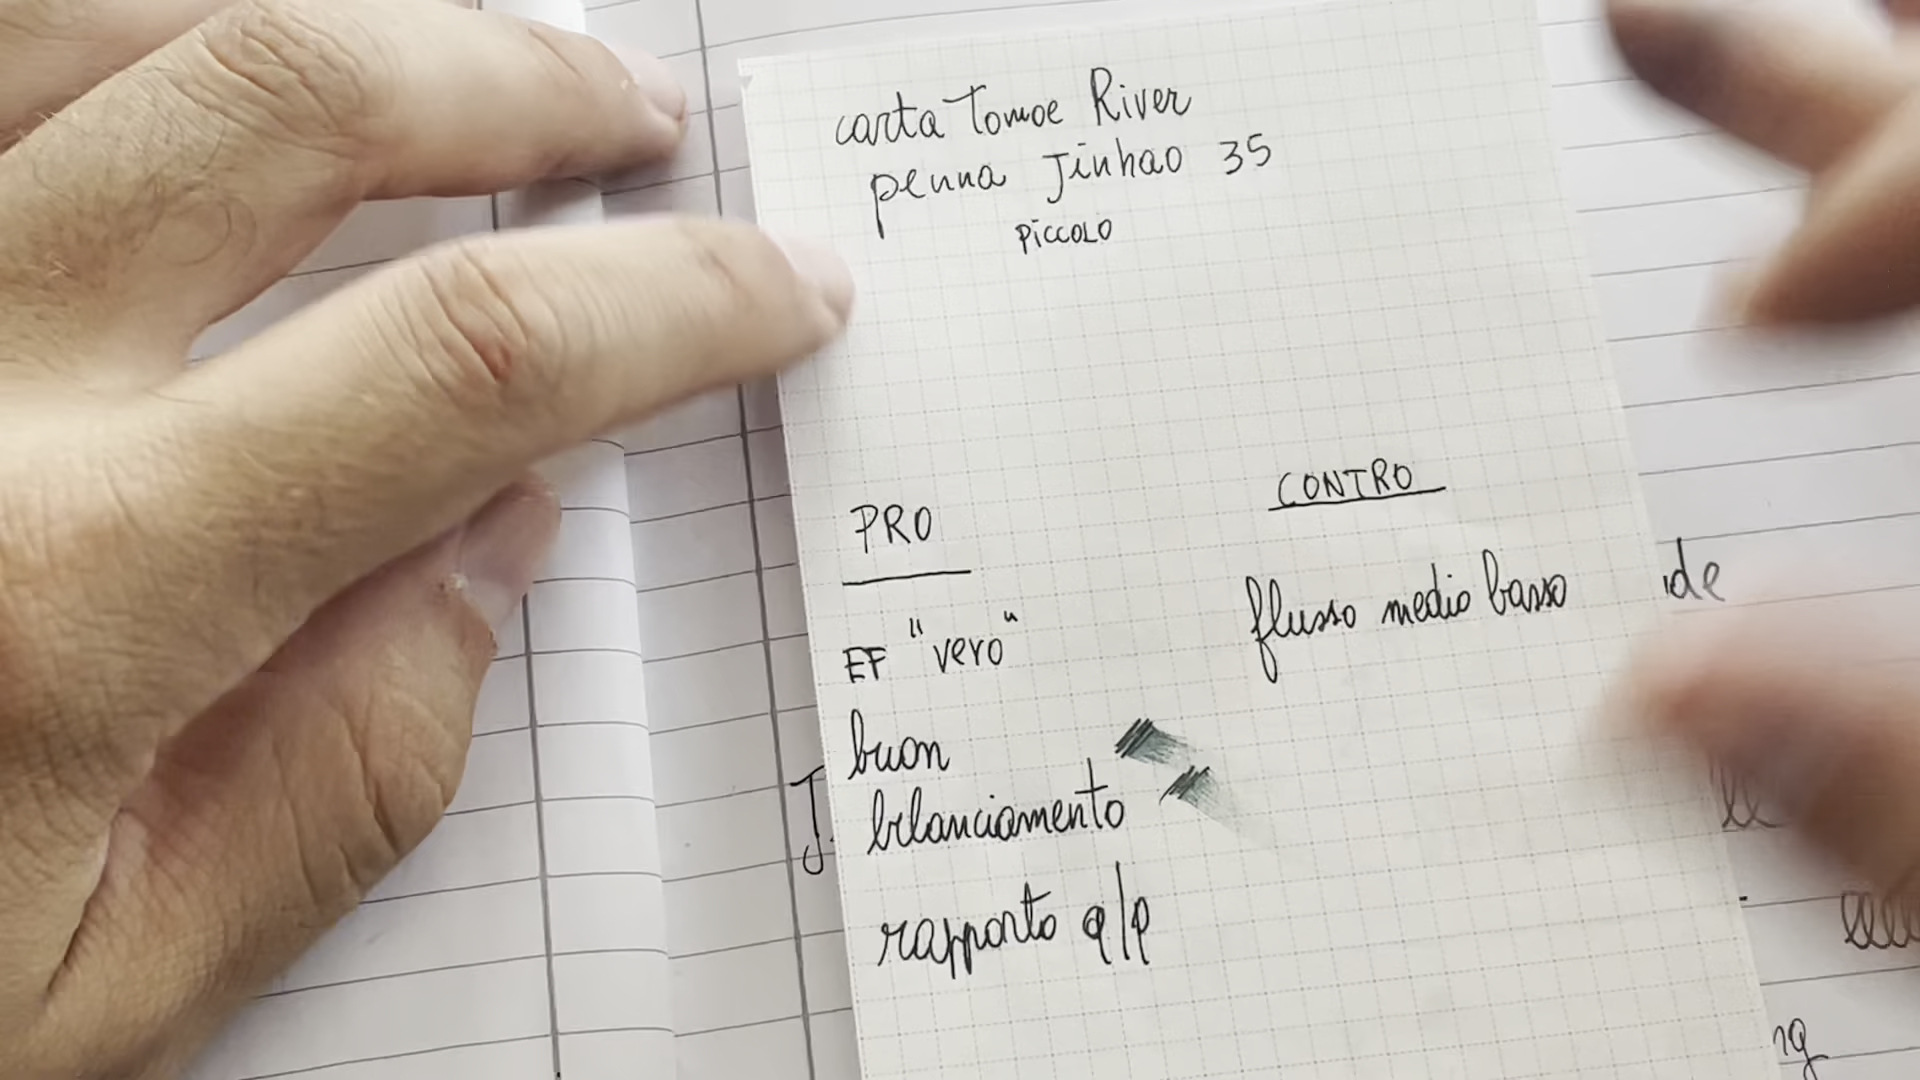 carta Tomoe River
penna Jinhao 35
PiCCOLO
PRO
EF "vero"
buon
bilanciamento
rapporto q/p
CONTRO
flusso medio basso